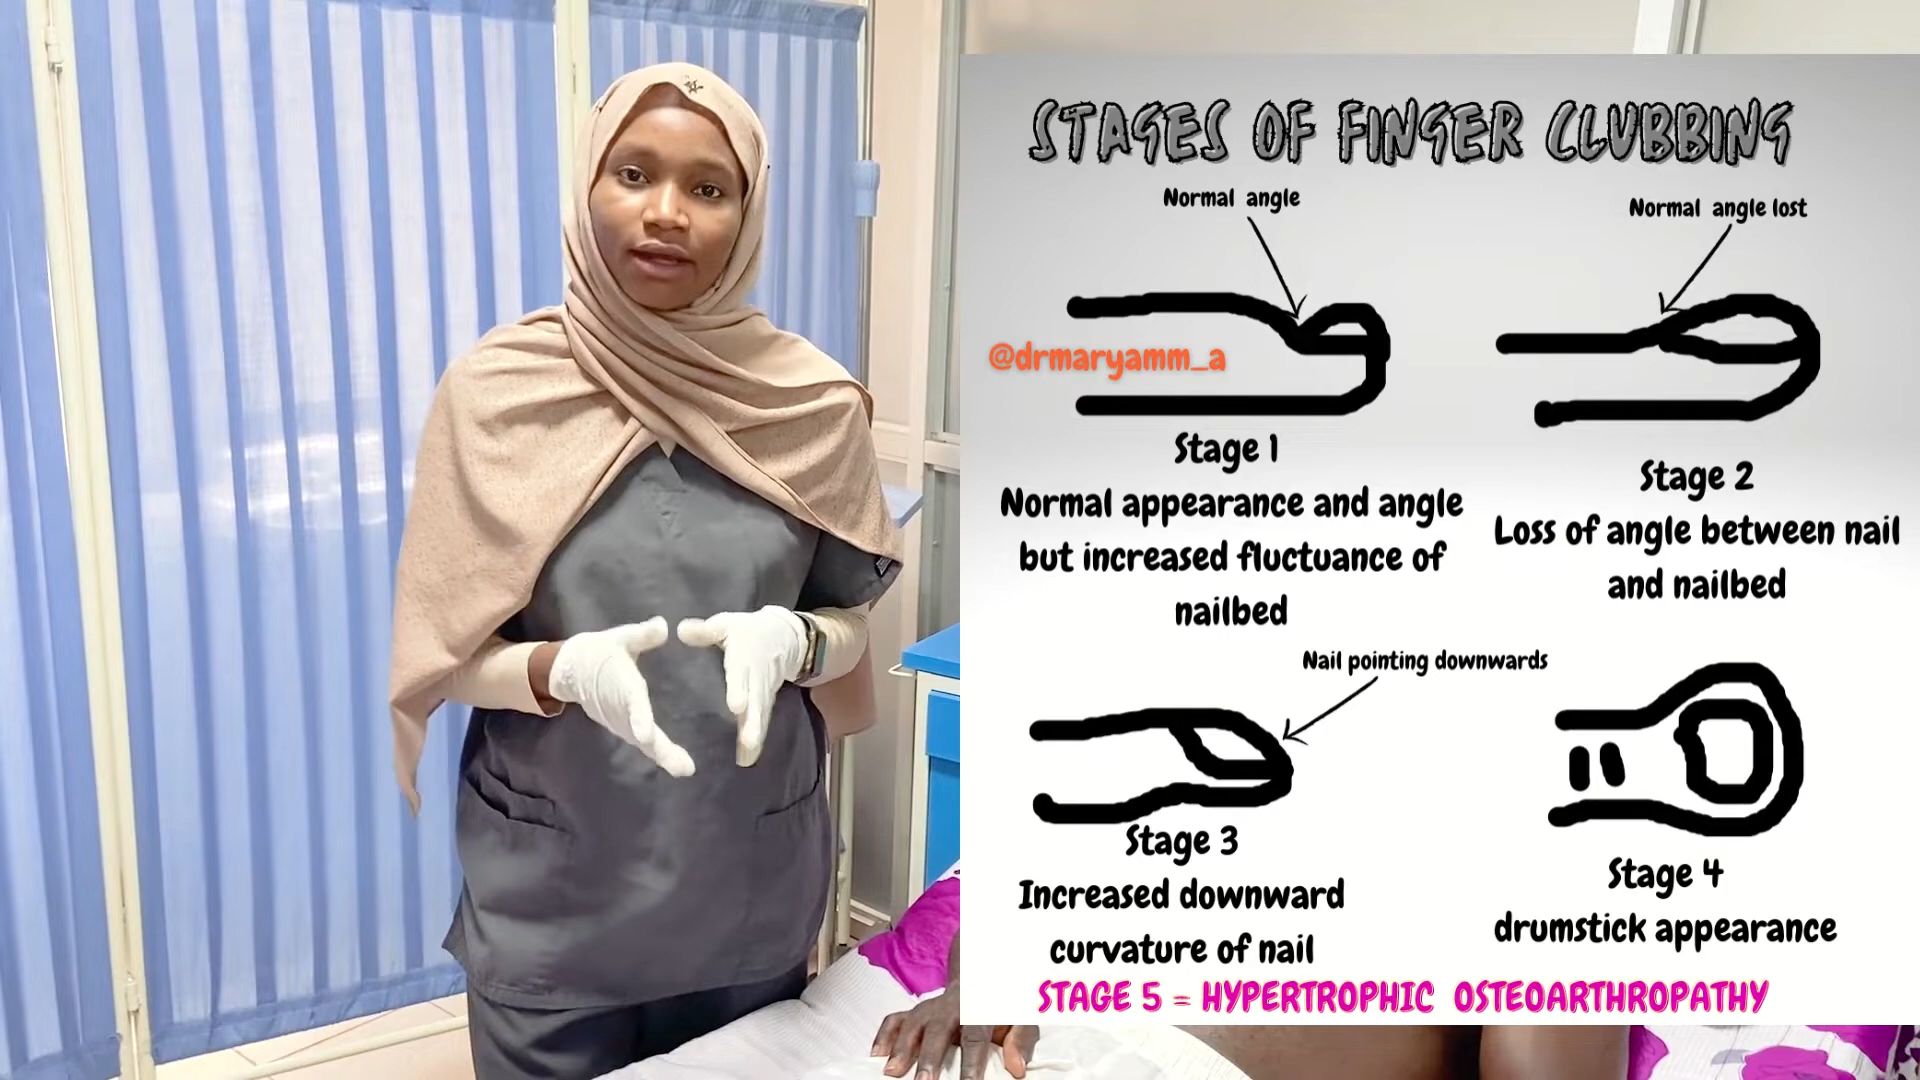 STAGES OF FINGER CLUBBING
Normal angle
Normal angle lost
@drmaryamm_a
Stage 1
Normal appearance and angle
but increased fluctuance of
nailbed
Stage 2
Loss of angle between nail
and nailbed
Nail pointing downwards
Stage 3
Increased downward
curvature of nail
Stage 4
drumstick appearance
STAGE 5 = HYPERTROPHIC OSTEOARTHROPATHY